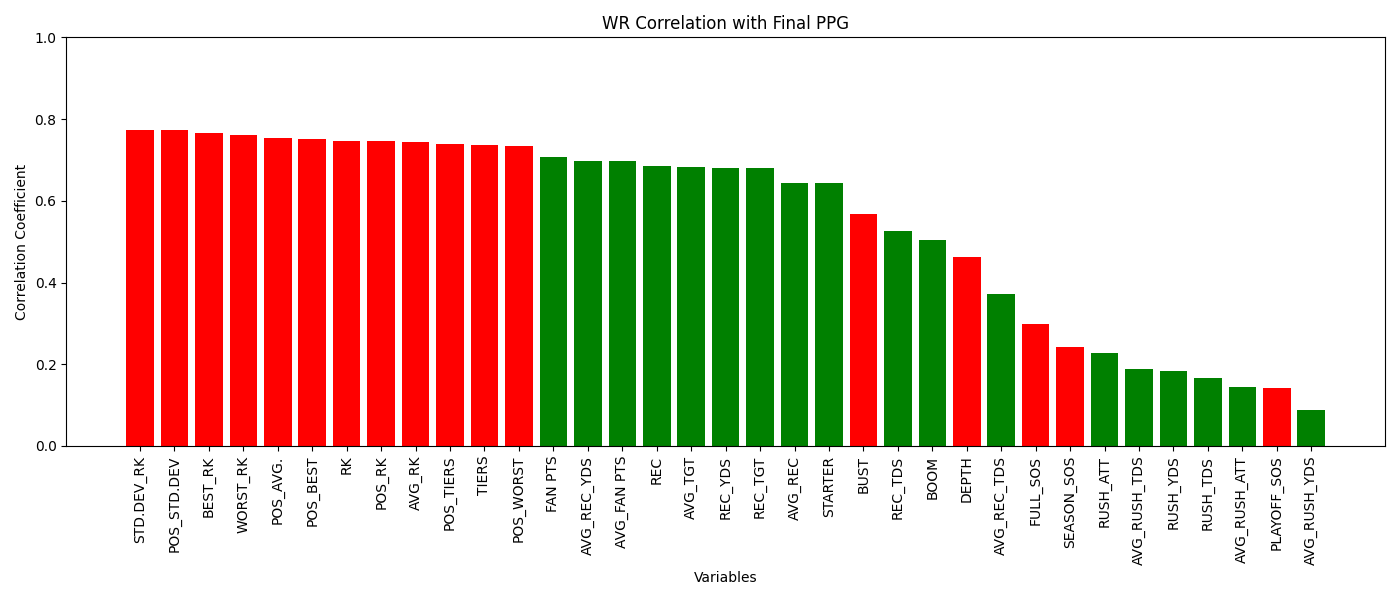 WR Correlation with Final PPG
Correlation Coefficient
1.0
0.8
0.6
0.4
0.2
0.0
STD.DEV_RK
POS_STD.DEV
BEST_RK
WORST_RK
POS_AVG.
POS_BEST
RK
POS_RK
AVG_RK
POS_TIERS
TIERS
POS_WORST
FAN PTS
AVG_REC_YDS
AVG_FAN PTS
REC
AVG_TGT
REC_YDS
REC_TGT
AVG_REC
STARTER
BUST
REC_TDS
BOOM
DEPTH
AVG_REC_TDS
FULL_SOS
SEASON_SOS
RUSH_ATT
AVG_RUSH_TDS
RUSH_YDS
RUSH_TDS
AVG_RUSH_ATT
PLAYOFF_SOS
AVG_RUSH_YDS
Variables